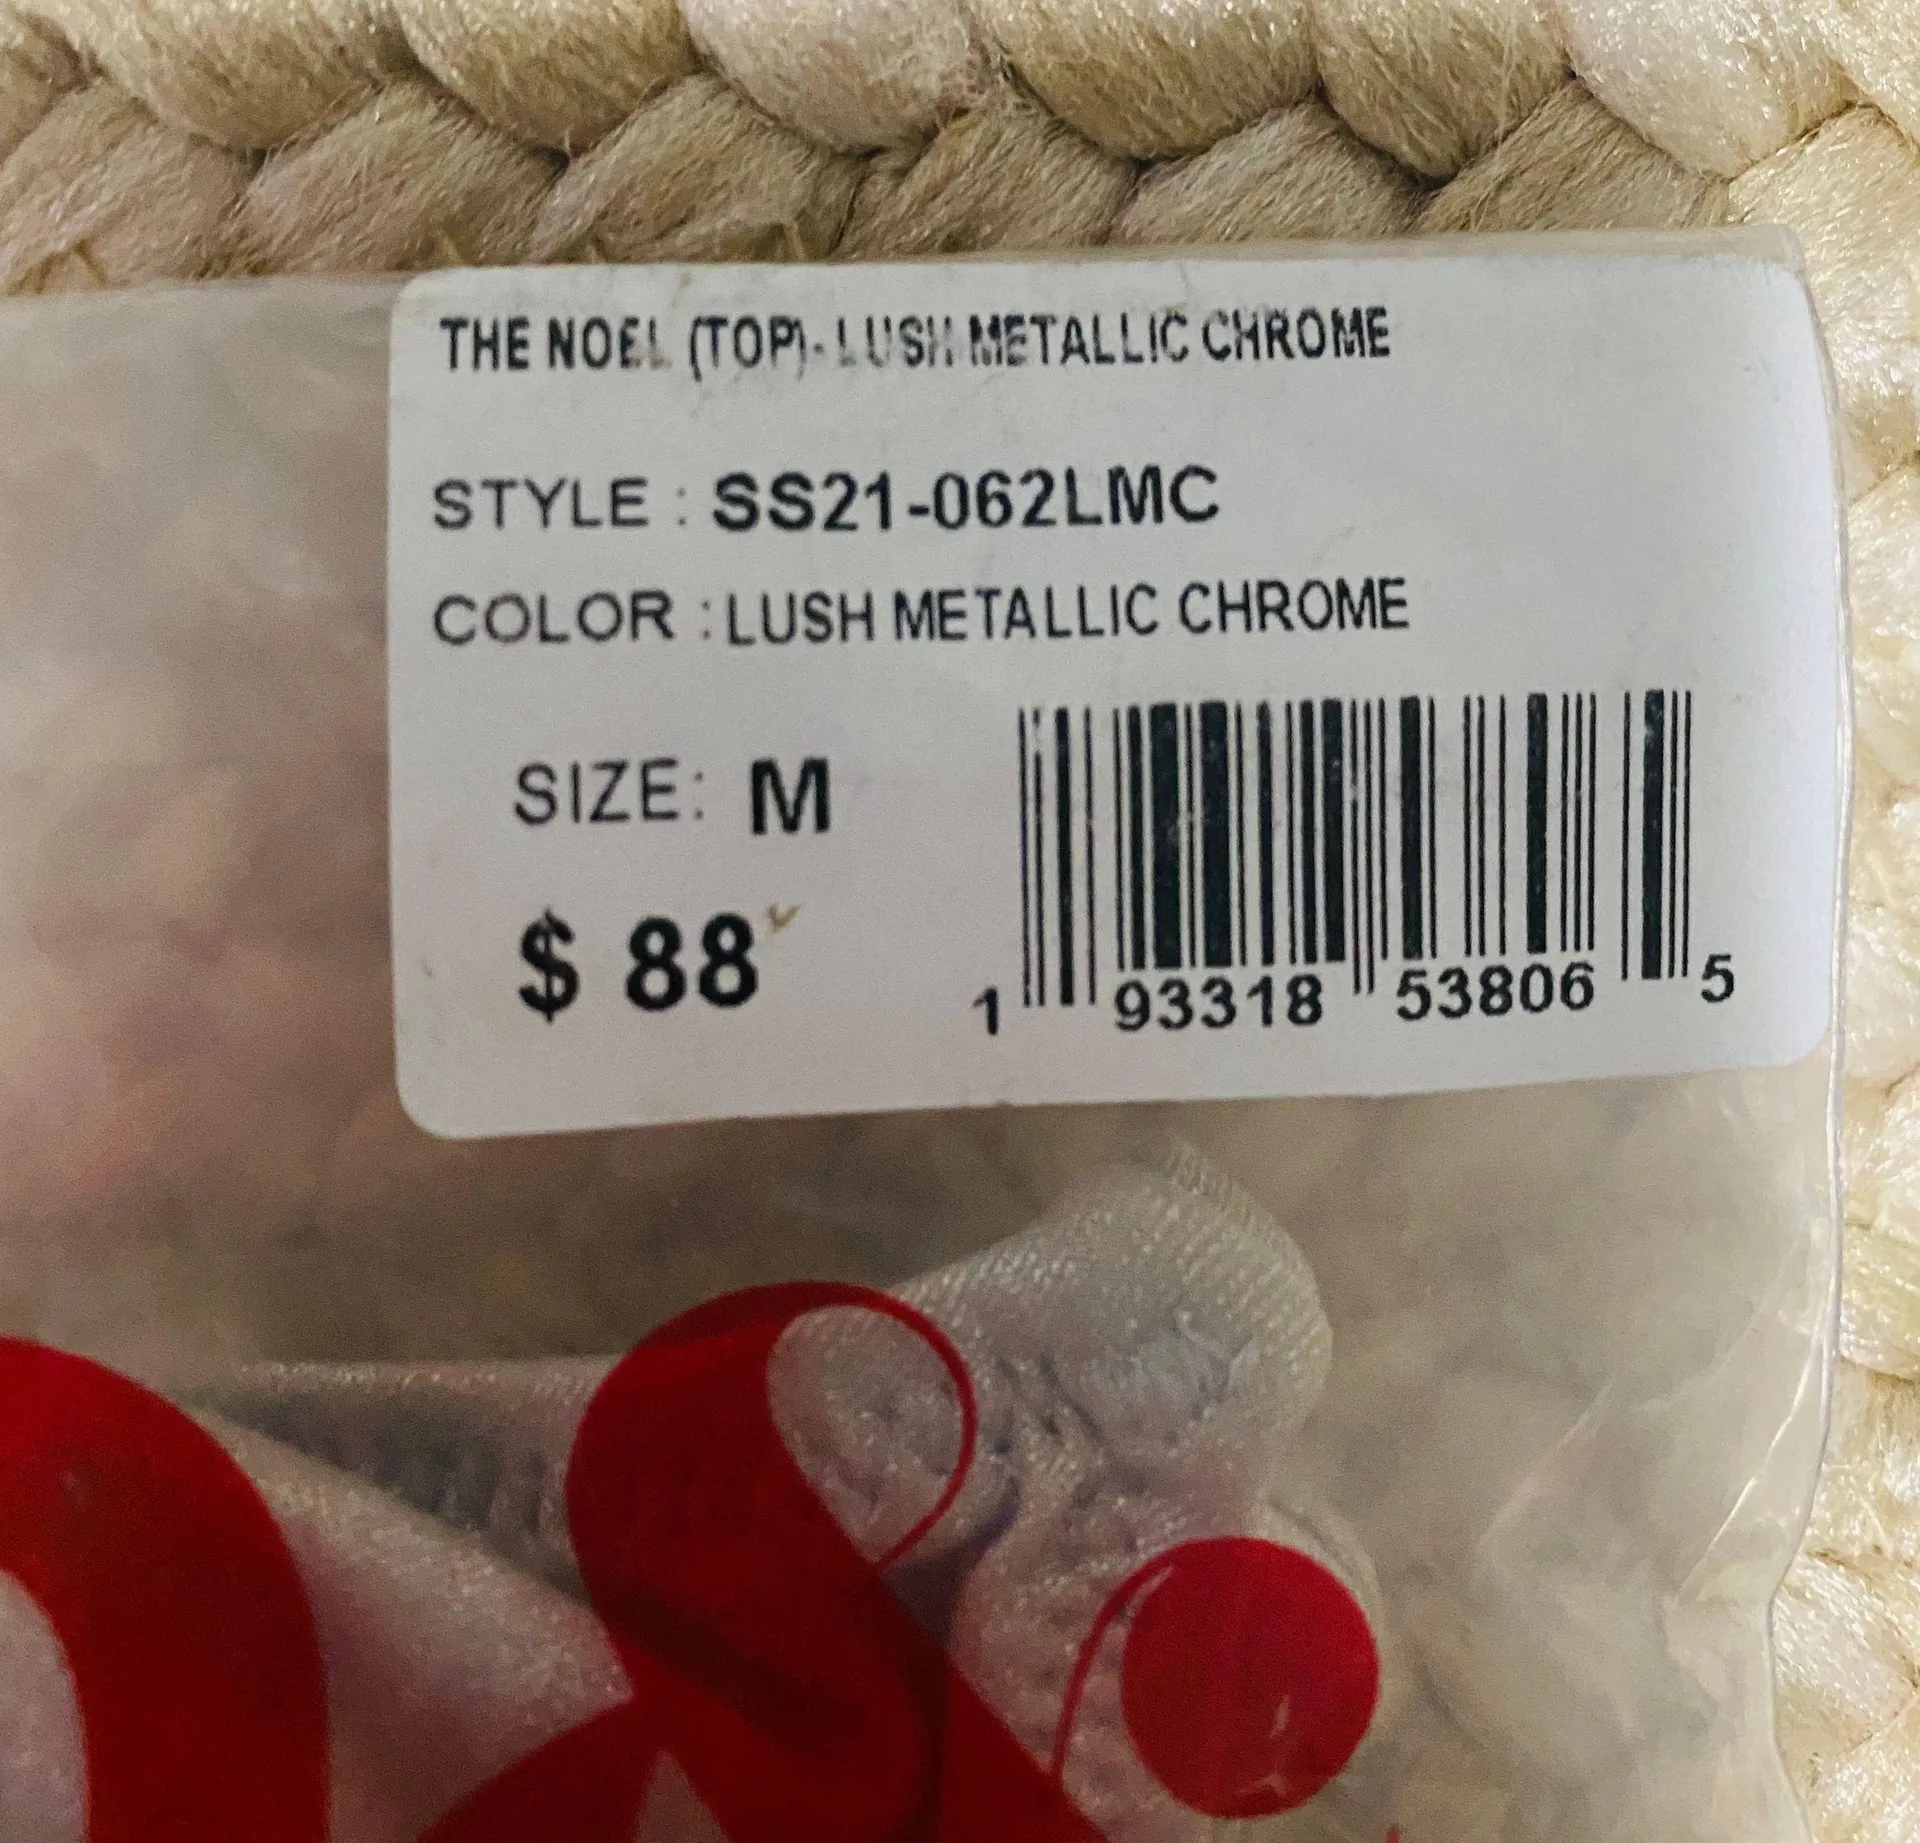 THE NOEL (TOP)-LUSH METALLIC CHROME
STYLE : SS21-062LMC
COLOR :LUSH METALLIC CHROME
SIZE: M
$ 88
1 93318 53806 5